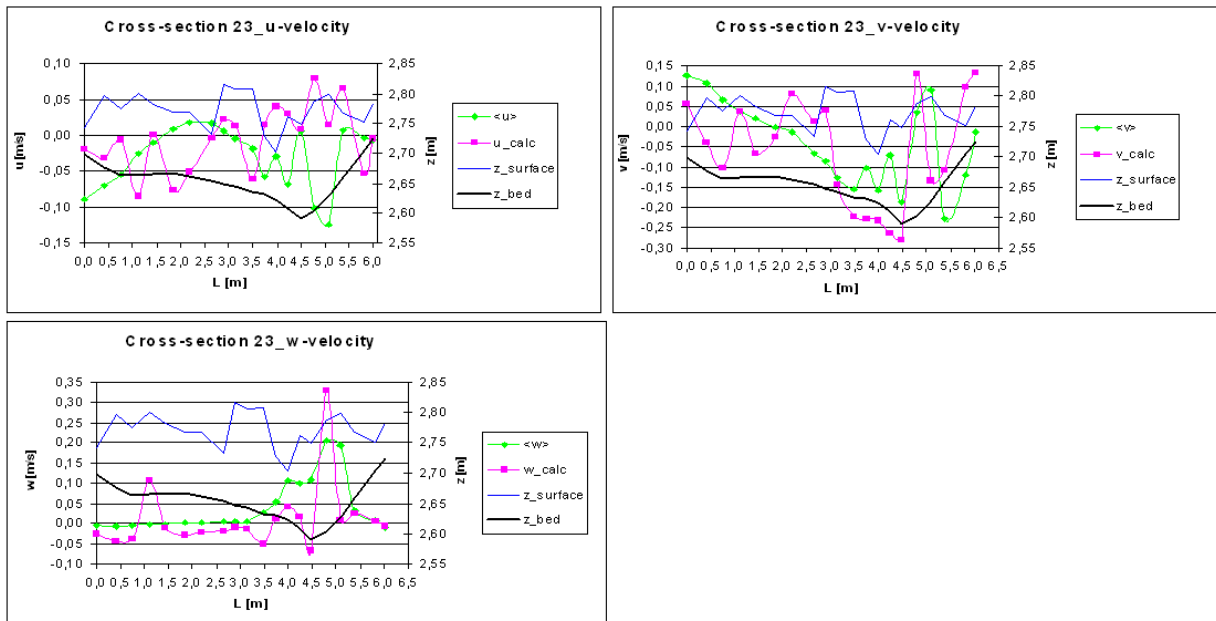 Cross-section 23_u-velocity
0,10
0,05
0,00
-0,05
-0,10
-0,15
u [m/s]
2,85
2,80
2,75
2,70
2,65
2,60
2,55
z [m]
0,0 0,5 1,0 1,5 2,0 2,5 3,0 3,5 4,0 4,5 5,0 5,5 6,0
L [m]
<u>
u_calc
z_surface
z_bed
Cross-section 23_v-velocity
0,15
0,10
0,05
0,00
-0,05
-0,10
-0,15
-0,20
-0,25
-0,30
v [m/s]
2,85
2,80
2,75
2,70
2,65
2,60
2,55
z [m]
0,0 0,5 1,0 1,5 2,0 2,5 3,0 3,5 4,0 4,5 5,0 5,5 6,0 6,5
L [m]
<v>
v_calc
z_surface
z_bed
Cross-section 23_w-velocity
0,35
0,30
0,25
0,20
0,15
0,10
0,05
0,00
-0,05
-0,10
w [m/s]
2,85
2,80
2,75
2,70
2,65
2,60
2,55
z [m]
0,0 0,5 1,0 1,5 2,0 2,5 3,0 3,5 4,0 4,5 5,0 5,5 6,0 6,5
L [m]
<w>
w_calc
z_surface
z_bed